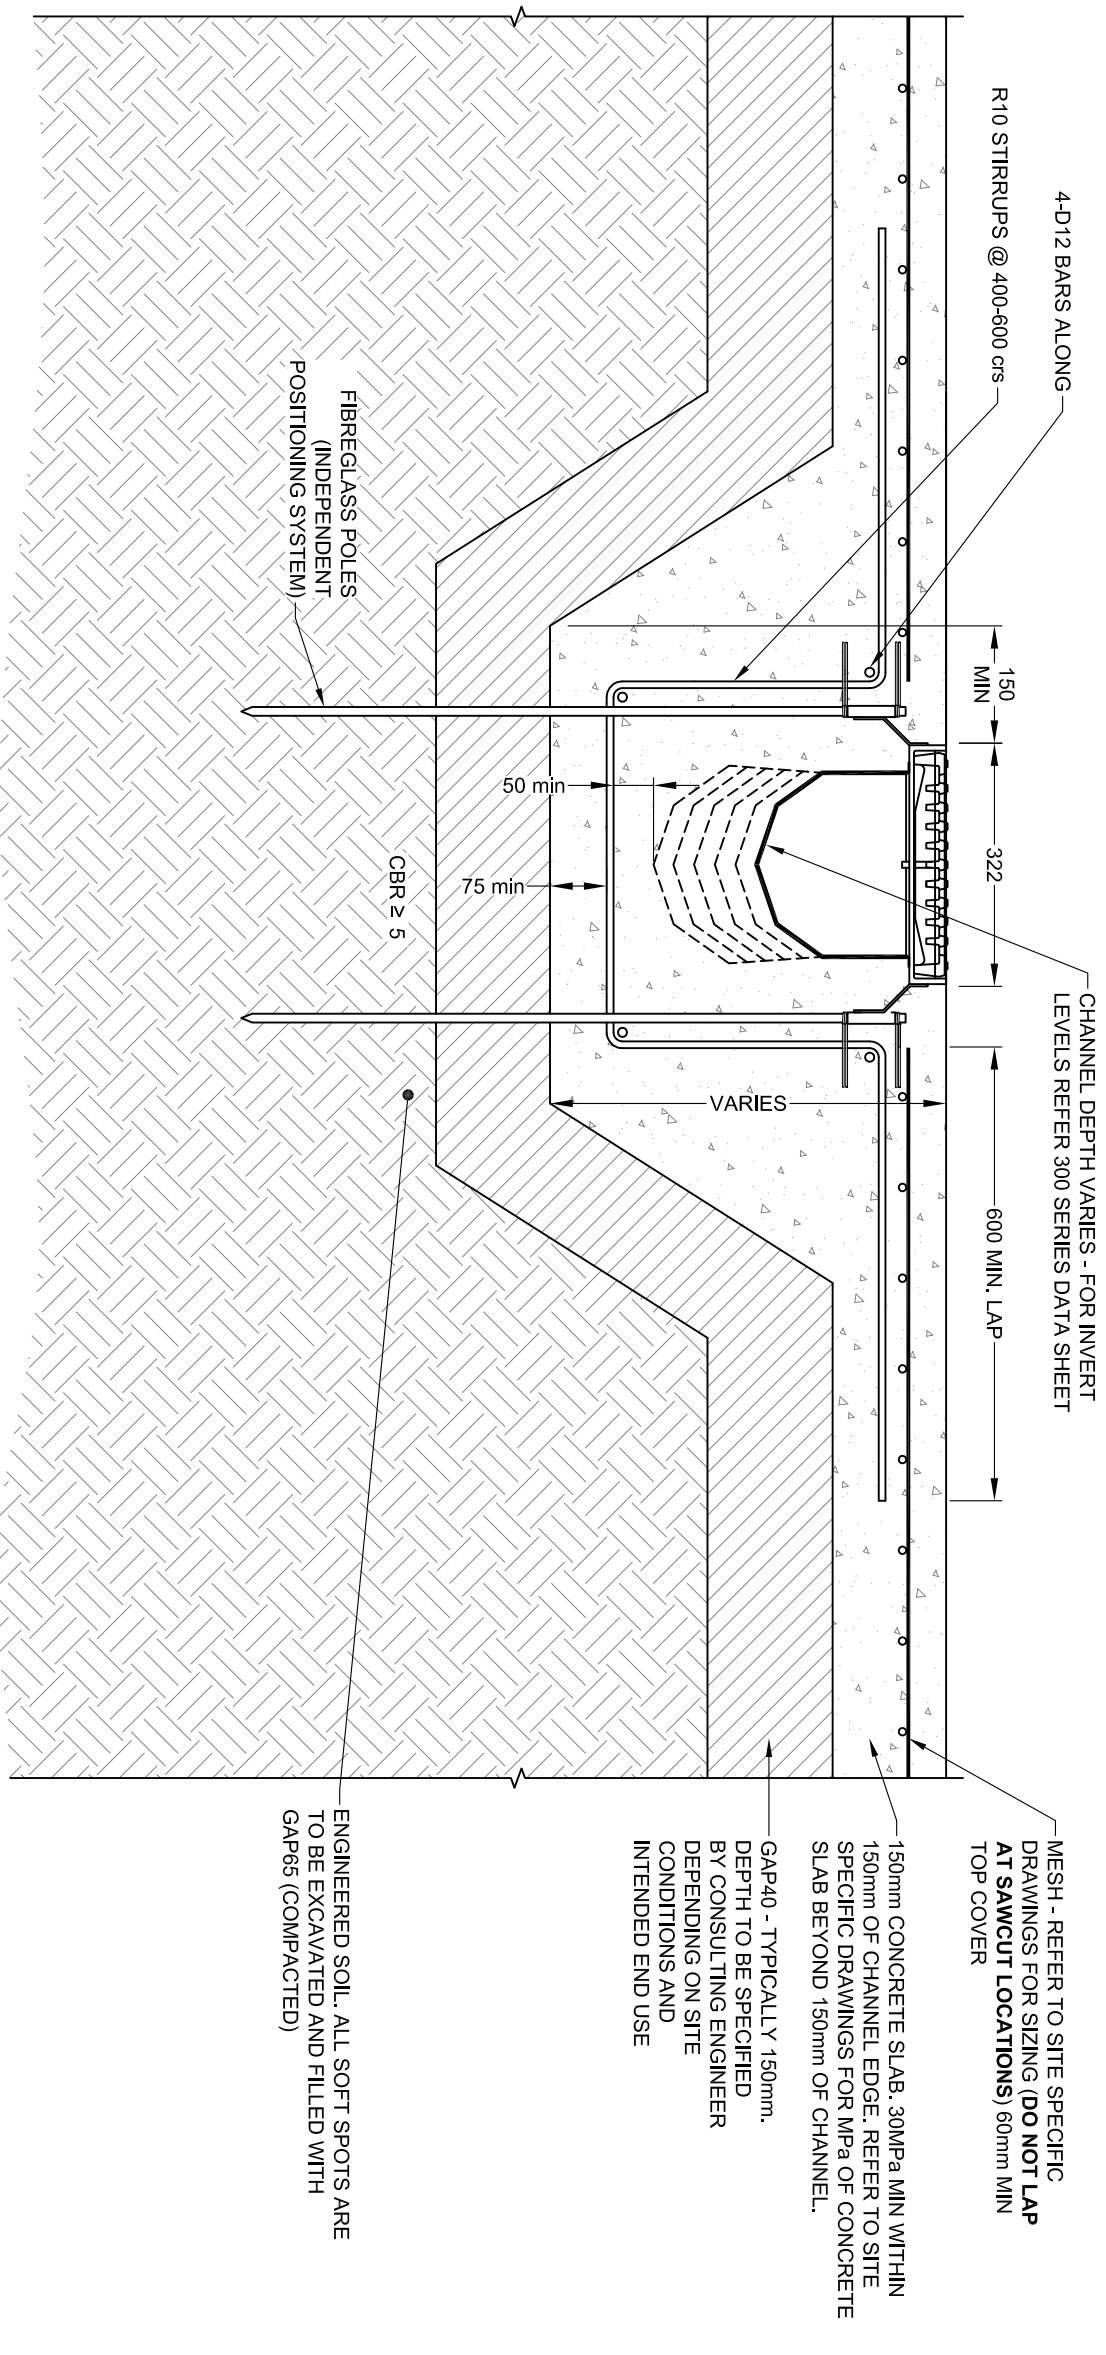 4-D12 BARS ALONG
R10 STIRRUPS @ 400-600 crs
150
MIN
322
CHANNEL DEPTH VARIES - FOR INVERT
LEVELS REFER 300 SERIES DATA SHEET
600 MIN. LAP
MESH - REFER TO SITE SPECIFIC
DRAWINGS FOR SIZING (DO NOT LAP
AT SAWCUT LOCATIONS) 60mm MIN
TOP COVER
150mm CONCRETE SLAB. 30MPa MIN WITHIN
150mm OF CHANNEL EDGE. REFER TO SITE
SPECIFIC DRAWINGS FOR MPa OF CONCRETE
SLAB BEYOND 150mm OF CHANNEL.
GAP40 - TYPICALLY 150mm.
DEPTH TO BE SPECIFIED
BY CONSULTING ENGINEER
DEPENDING ON SITE
CONDITIONS AND
INTENDED END USE
VARIES
50 min
75 min
CBR ≥ 5
FIBREGLASS POLES
(INDEPENDENT
POSITIONING SYSTEM)
ENGINEERED SOIL. ALL SOFT SPOTS ARE
TO BE EXCAVATED AND FILLED WITH
GAP65 (COMPACTED)